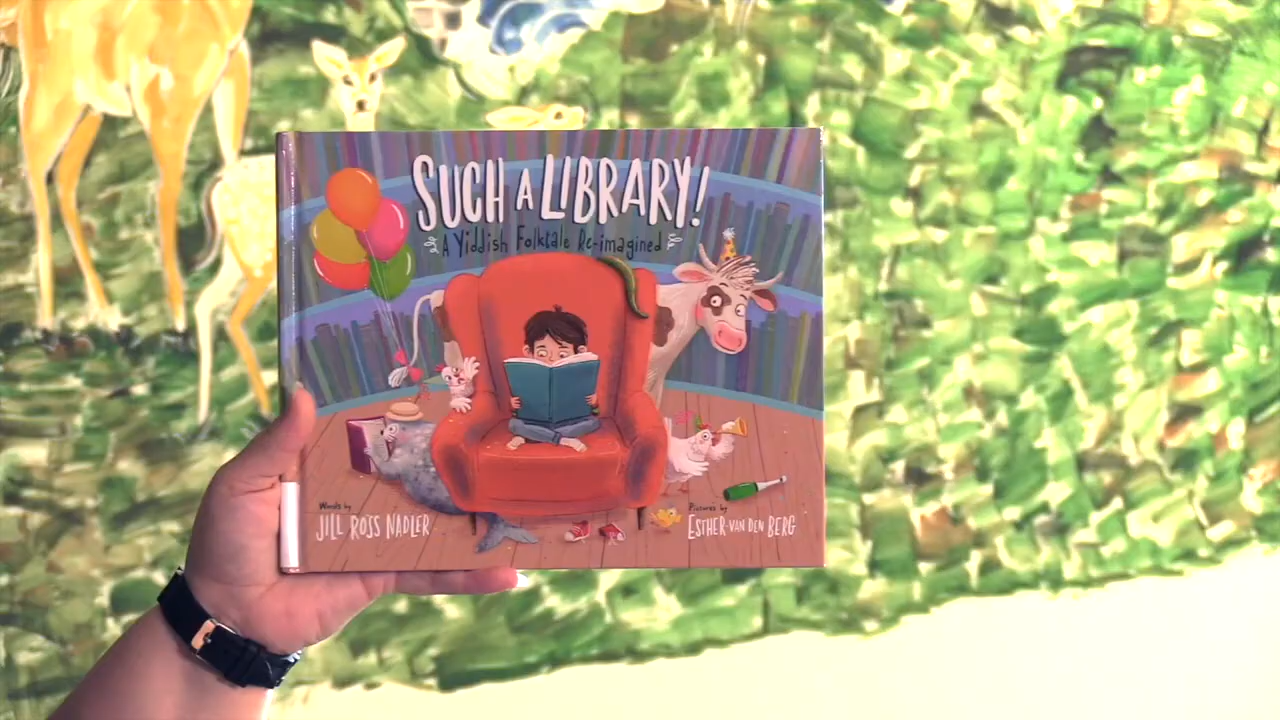 SUCH A LIBRARY!
A Yiddish Folktale Re-imagined
Words by
JILL ROSS NADLER
Pictures by
ESTHER VAN DEN BERG